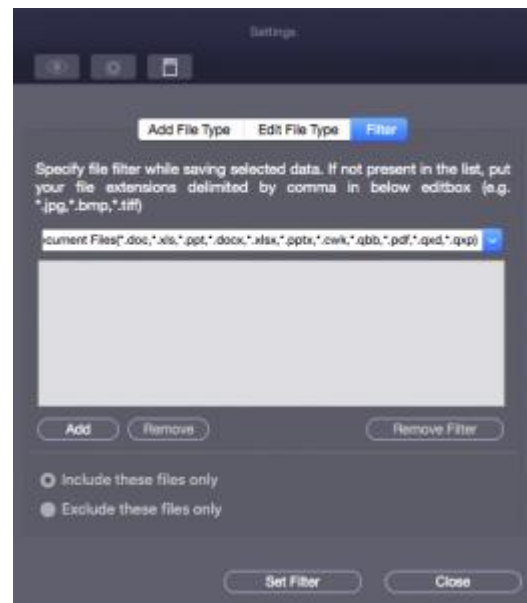 Settings
Add File Type Edit File Type Filter
Specify file filter while saving selected data. If not present in the list, put
your file extensions delimited by comma in below editbox (e.g.
*.jpg,*.bmp,*.tiff)
cument Files(*.doc,*.xls,*.ppt,*.docx,*.xlsx,*.pptx,*.cwk,*.qbb,*.pdf,*.qxd,*.qxp)
Add Remove Remove Filter
Include these files only
Exclude these files only
Set Filter Close